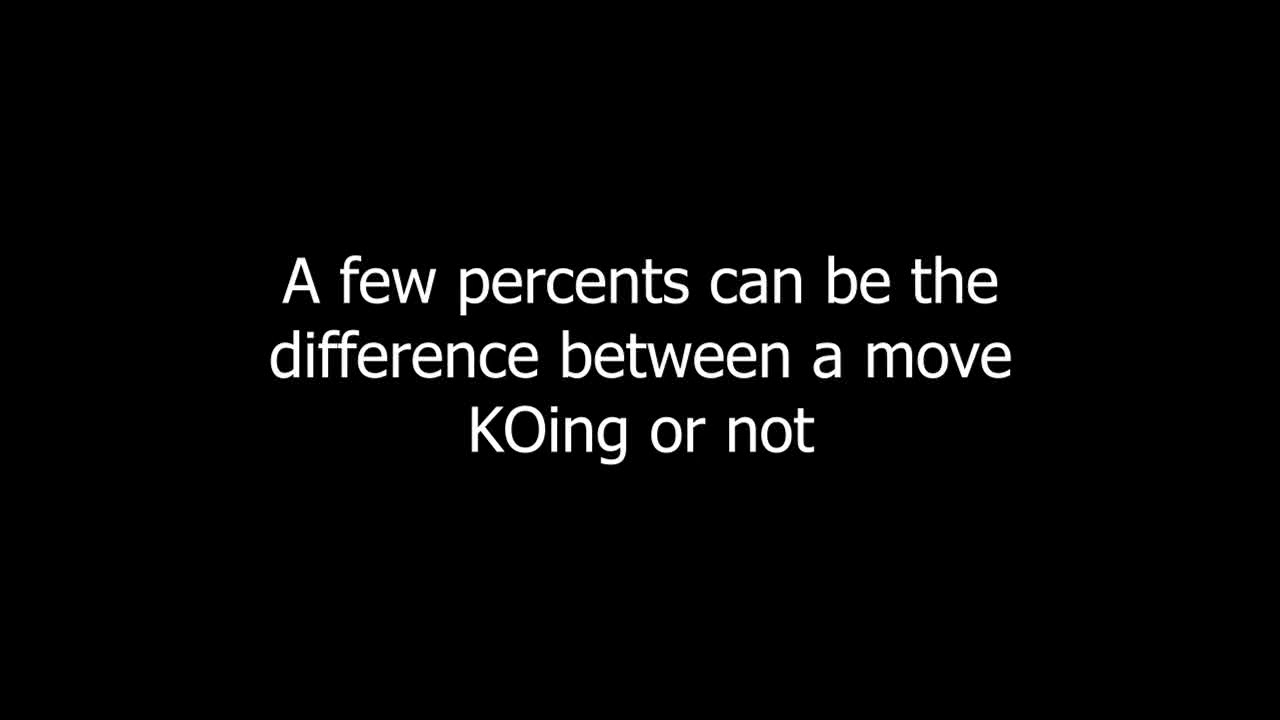 A few percents can be the
difference between a move
KOing or not